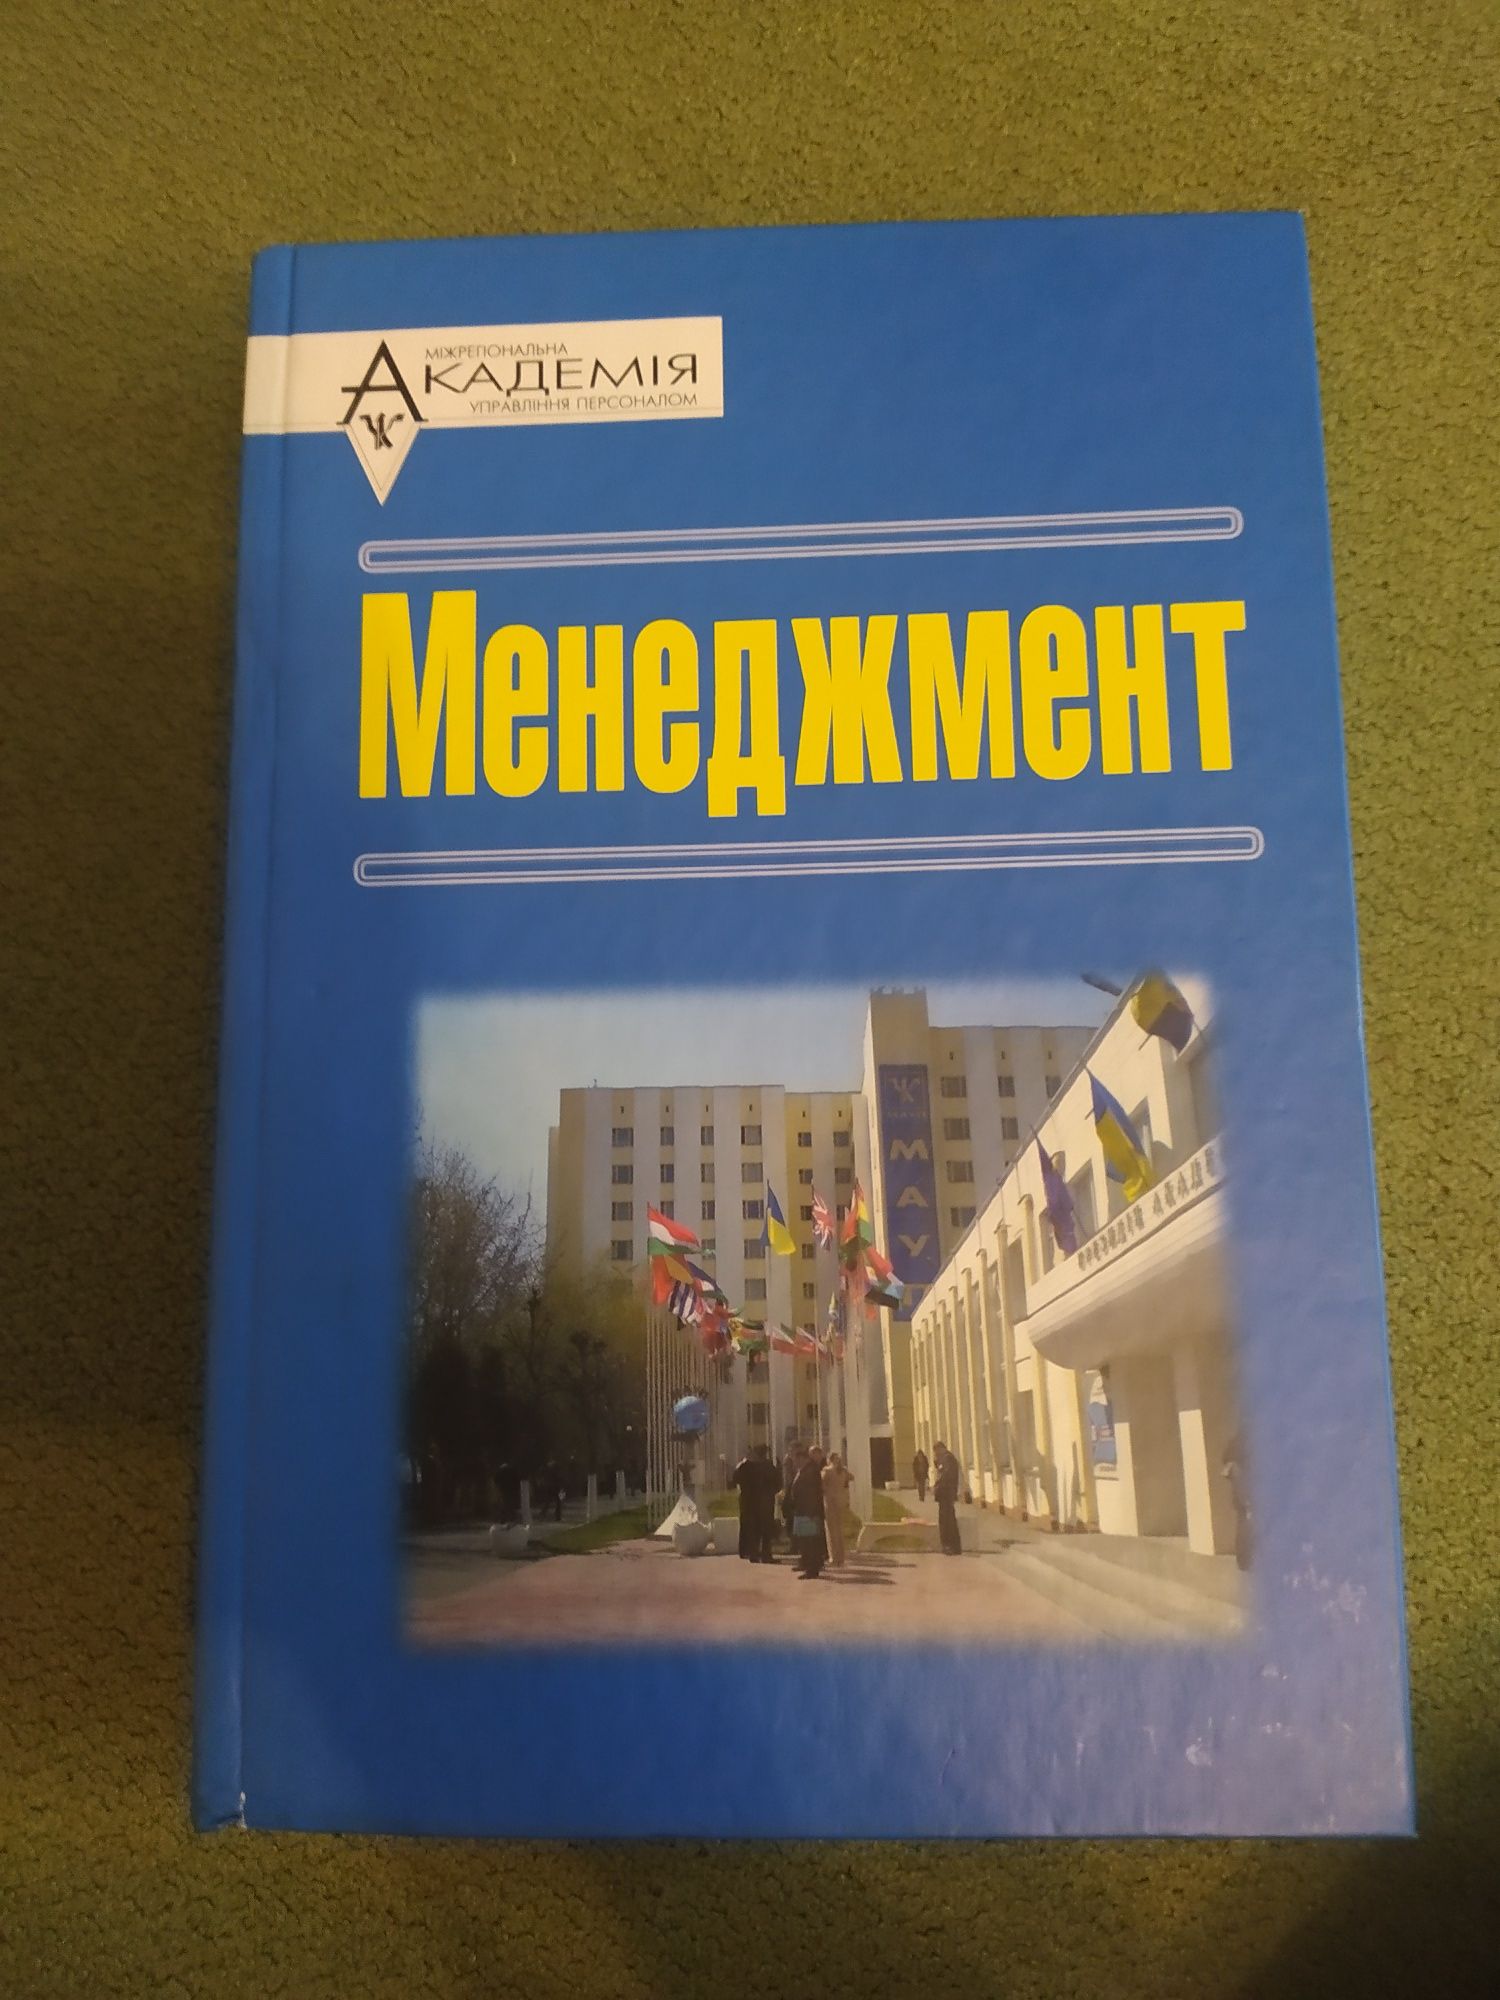 МІЖРЕГІОНАЛЬНА
АКАДЕМІЯ
УПРАВЛІННЯ ПЕРСОНАЛОМ
Менеджмент
МАУП